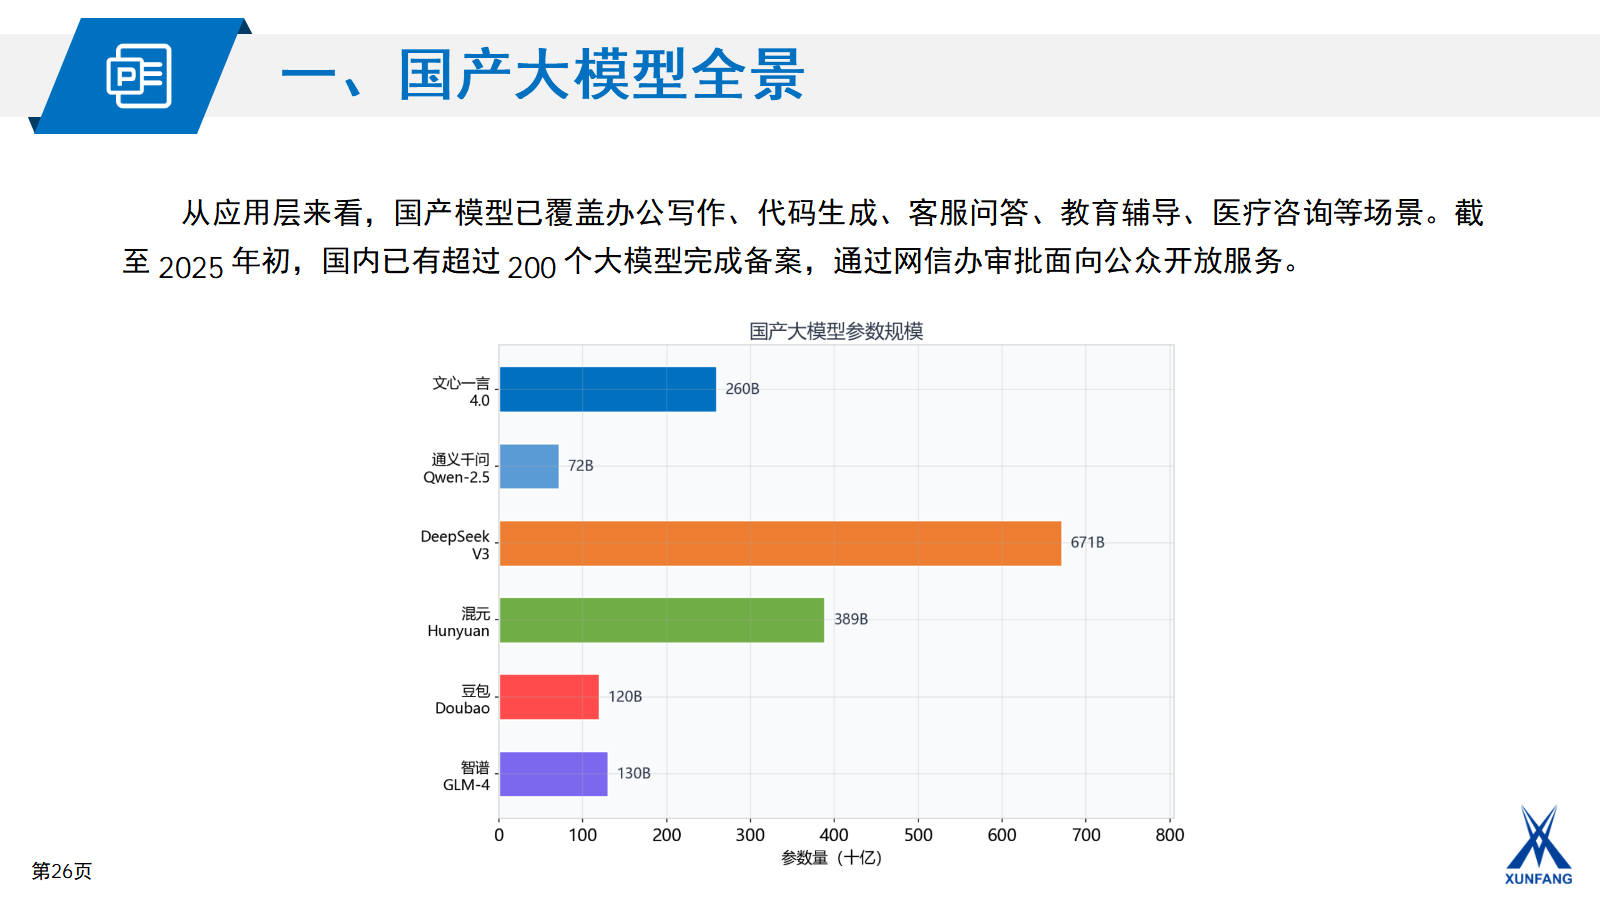 一、国产大模型全景
从应用层来看，国产模型已覆盖办公写作、代码生成、客服问答、教育辅导、医疗咨询等场景。截
至 2025 年初，国内已有超过 200 个大模型完成备案，通过网信办审批面向公众开放服务。
国产大模型参数规模
文心一言
4.0
260B
通义千问
Qwen-2.5
72B
DeepSeek
V3
671B
混元
Hunyuan
389B
豆包
Doubao
120B
智谱
GLM-4
130B
0 100 200 300 400 500 600 700 800
参数量（十亿）
第26页
XUNFANG